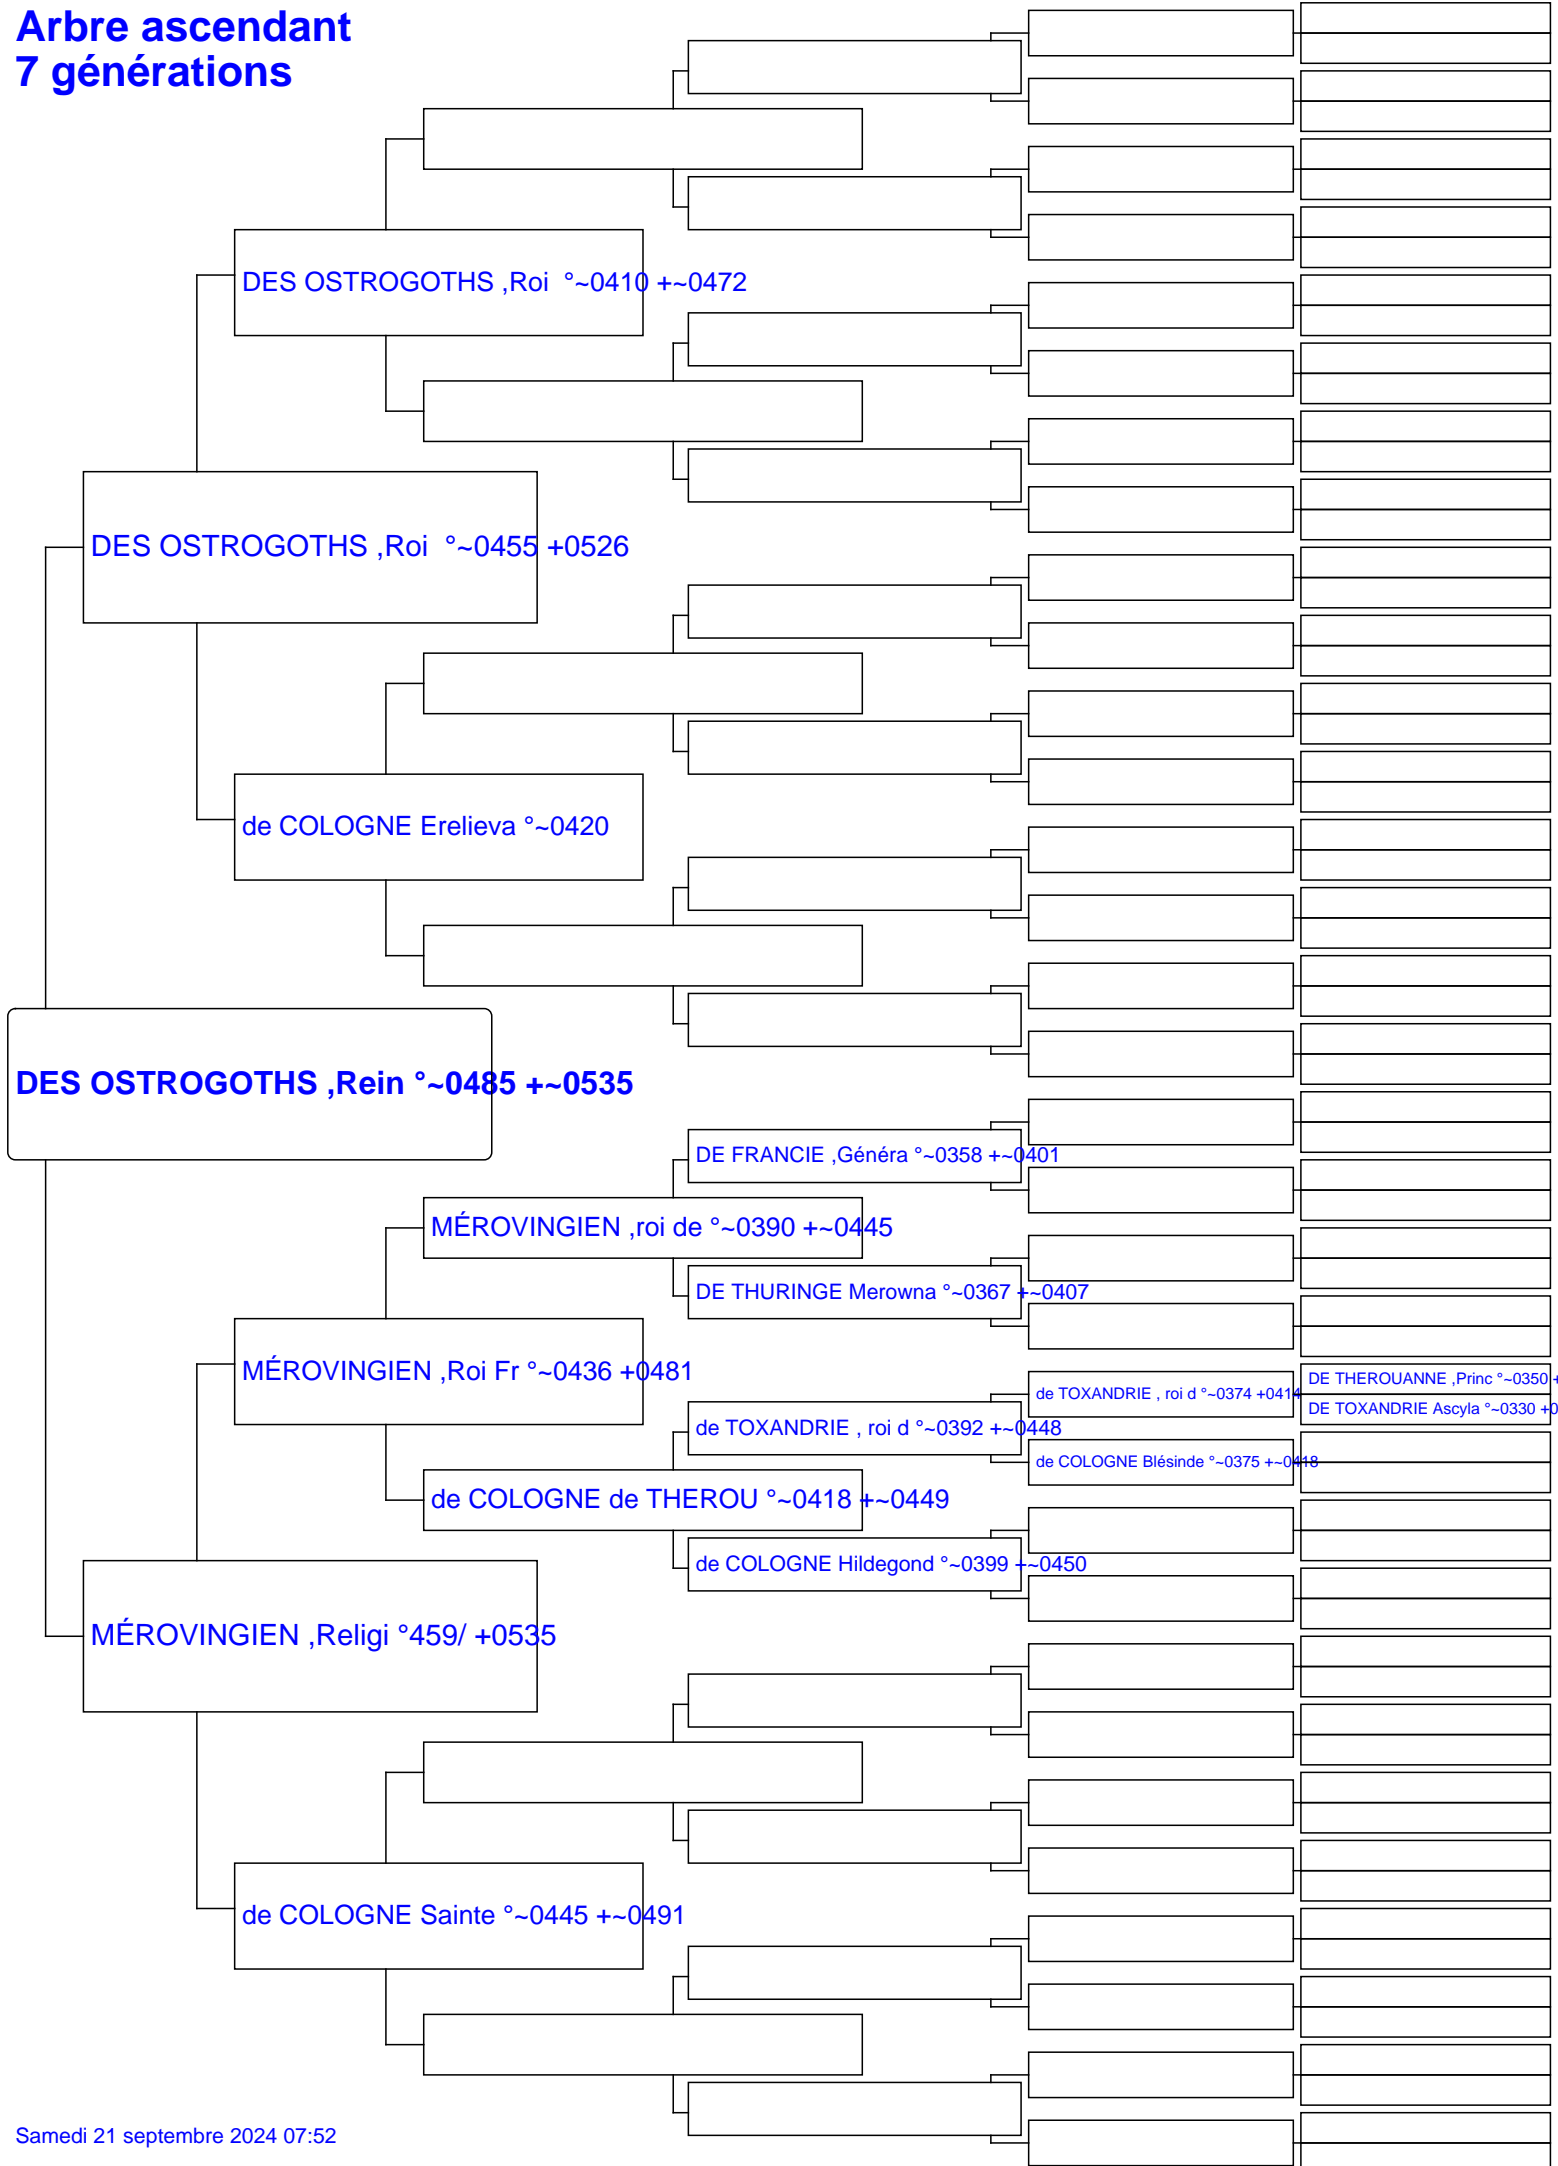 Arbre ascendant
7 générations
DES OSTROGOTHS ,Roi °~0410 +~0472
DES OSTROGOTHS ,Roi °~0455 +0526
de COLOGNE Erelieva °~0420
DES OSTROGOTHS ,Rein °~0485 +~0535
DE FRANCIE ,Généra °~0358 +~0401
MÉROVINGIEN ,roi de °~0390 +~0445
DE THURINGE Merowna °~0367 +~0407
MÉROVINGIEN ,Roi Fr °~0436 +0481
DE THEROUANNE ,Princ °~0350 +
de TOXANDRIE , roi d °~0374 +0414
DE TOXANDRIE Ascyla °~0330 +0
de TOXANDRIE , roi d °~0392 +~0448
de COLOGNE Blésinde °~0375 +~0418
de COLOGNE de THEROU °~0418 +~0449
de COLOGNE Hildegond °~0399 +~0450
MÉROVINGIEN ,Religi °459/ +0535
de COLOGNE Sainte °~0445 +~0491
Samedi 21 septembre 2024 07:52